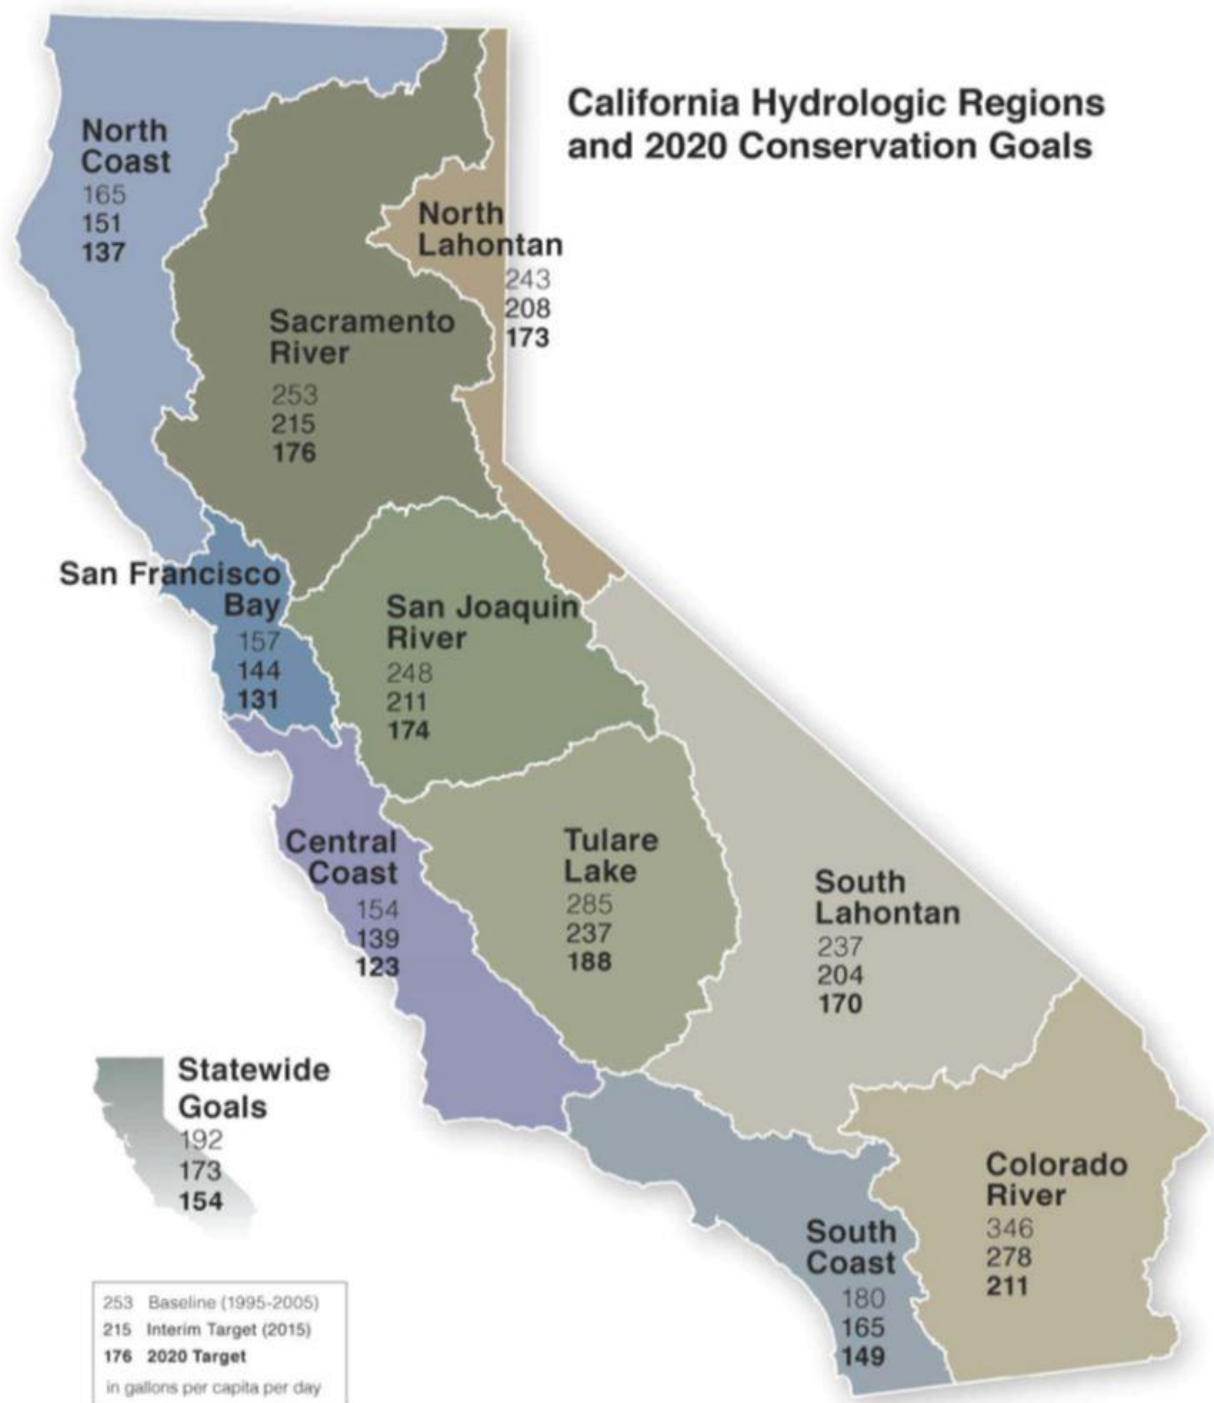 California Hydrologic Regions
and 2020 Conservation Goals
North
Coast
165
151
137
North
Lahontan
243
208
173
Sacramento
River
253
215
176
San Francisco
Bay
157
144
131
San Joaquin
River
248
211
174
Central
Coast
154
139
123
Tulare
Lake
285
237
188
South
Lahontan
237
204
170
Statewide
Goals
192
173
154
Colorado
River
346
278
211
South
Coast
180
165
149
253 Baseline (1995-2005)
215 Interim Target (2015)
176 2020 Target
in gallons per capita per day